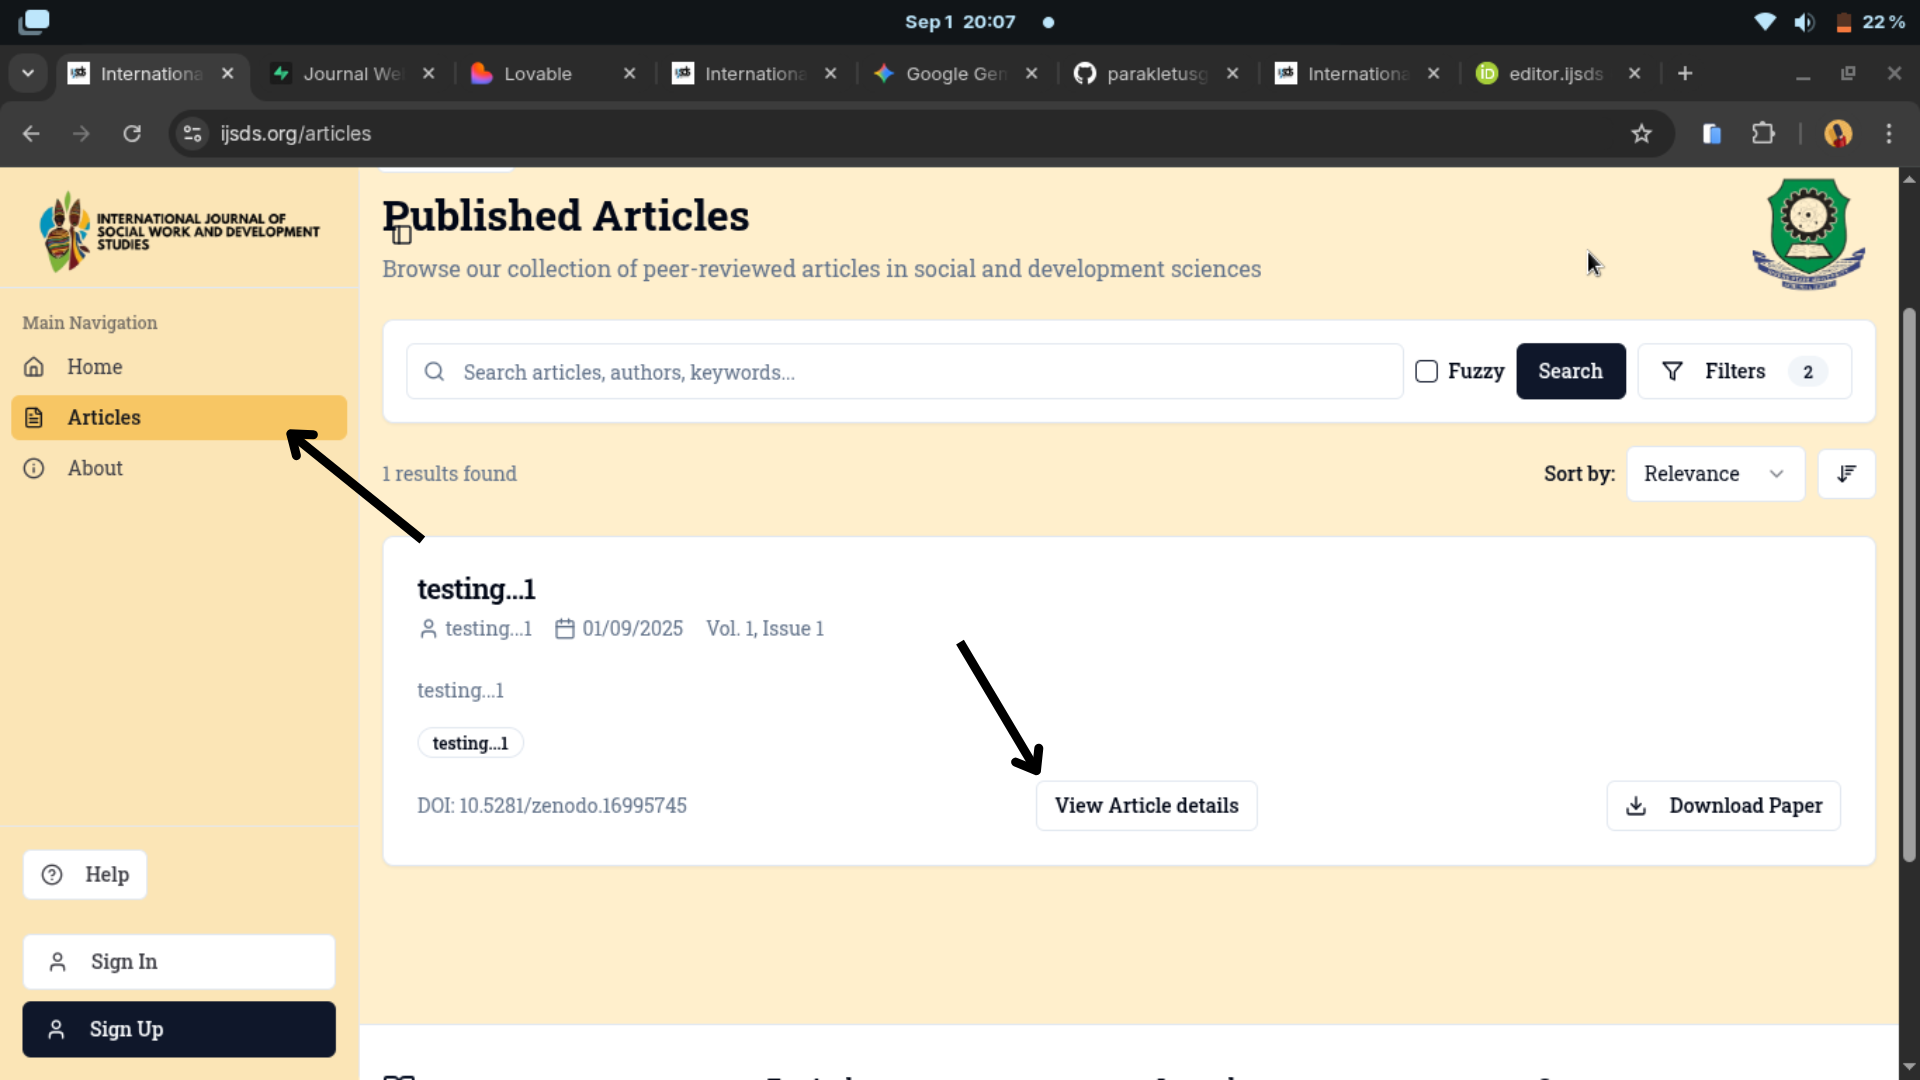 Sep 1 20:07
22 %
Internationa
Journal We
Lovable
Internationa
Google Gen
parakletusg
Internationa
iD editor.ijsds
ijsds.org/articles
INTERNATIONAL JOURNAL OF
SOCIAL WORK AND DEVELOPMENT
STUDIES
Main Navigation
Home
Articles
About
Help
Sign In
Sign Up
Published Articles
Browse our collection of peer-reviewed articles in social and development sciences
Search articles, authors, keywords...
Fuzzy
Search
Filters 2
1 results found
Sort by: Relevance
testing...1
testing...1 01/09/2025 Vol. 1, Issue 1
testing...1
testing...1
DOI: 10.5281/zenodo.16995745
View Article details
Download Paper